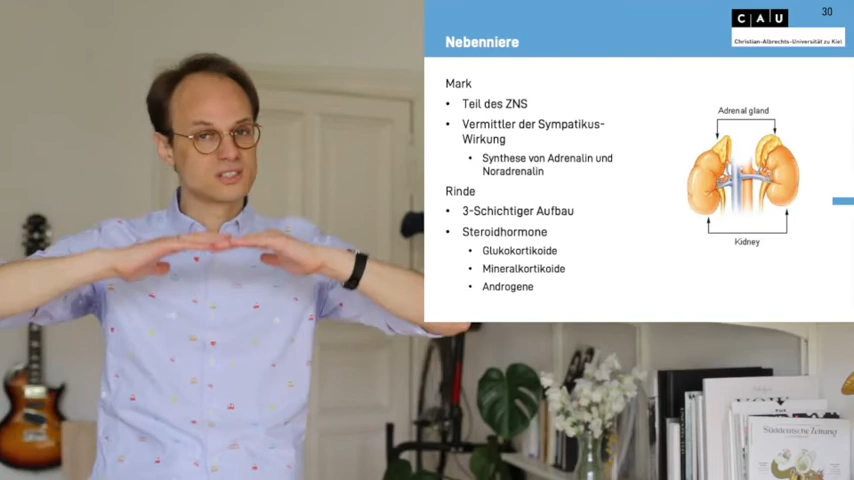 30
C A U
Christian-Albrechts-Universität zu Kiel
Nebenniere
Mark
• Teil des ZNS
• Vermittler der Sympatikus-
Wirkung
• Synthese von Adrenalin und
Noradrenalin
Rinde
• 3-Schichtiger Aufbau
• Steroidhormone
• Glukokortikoide
• Mineralkortikoide
• Androgene
Adrenal gland
Kidney
Süddeutsche Zeitung